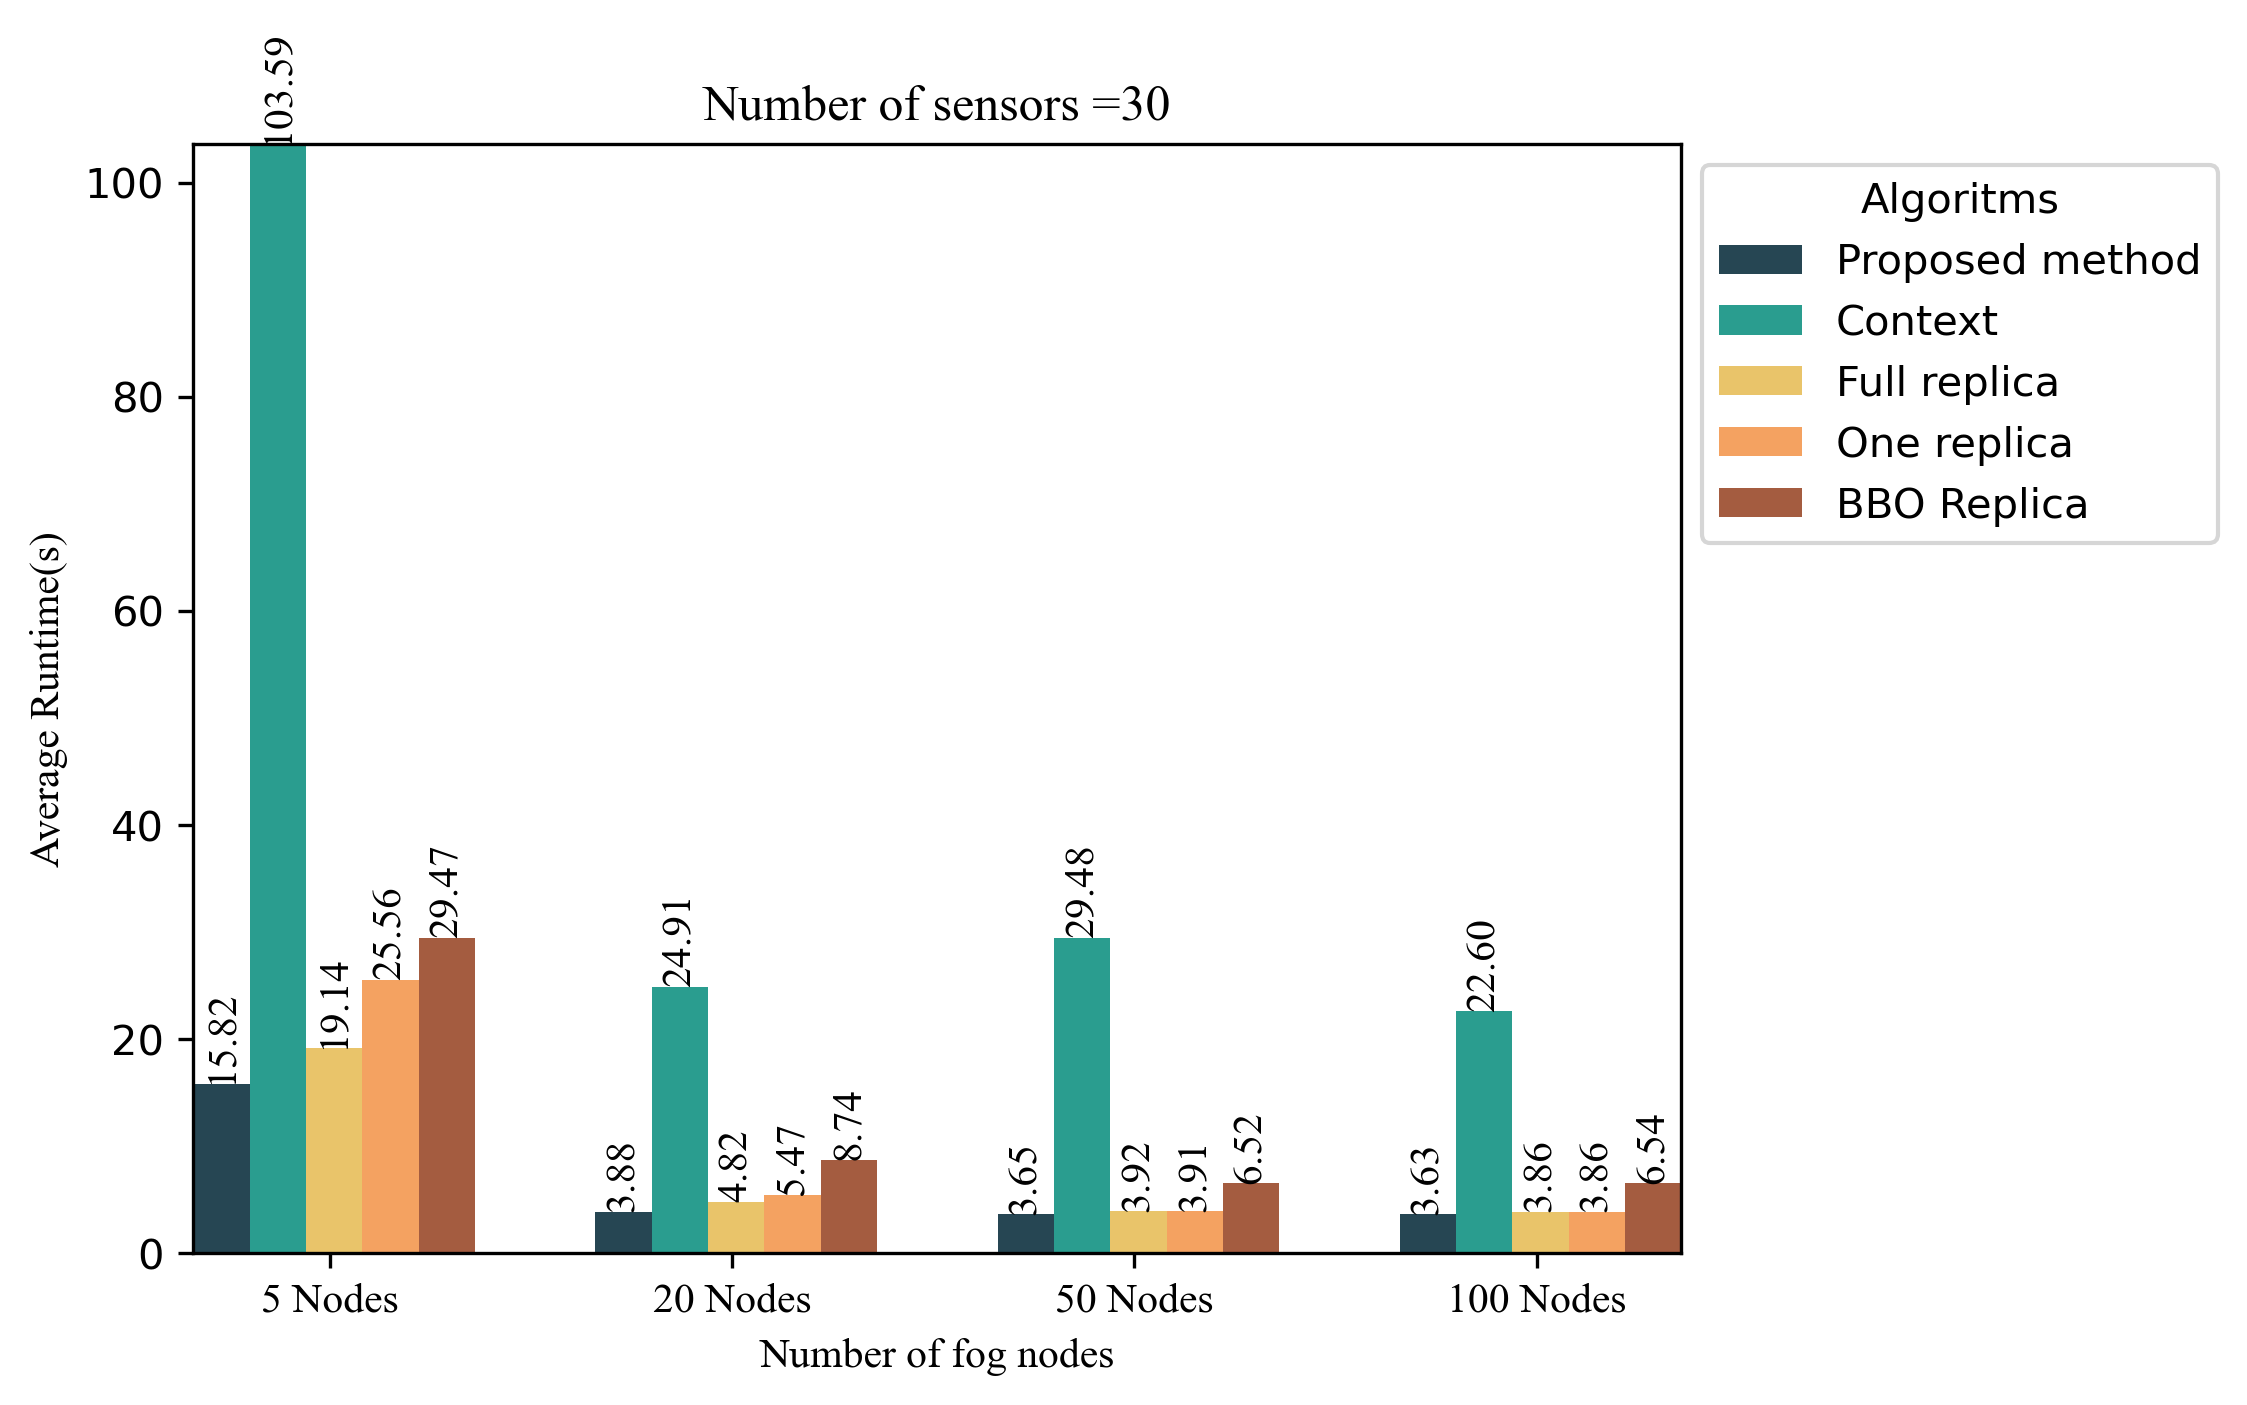 Number of sensors =30
Average Runtime(s)
100
80
60
40
20
0
15.82
103.59
19.14
25.56
29.47
3.88
24.91
4.82
5.47
8.74
3.65
29.48
3.92
3.91
6.52
3.63
22.60
3.86
3.86
6.54
5 Nodes
20 Nodes
50 Nodes
100 Nodes
Number of fog nodes
Algoritms
Proposed method
Context
Full replica
One replica
BBO Replica